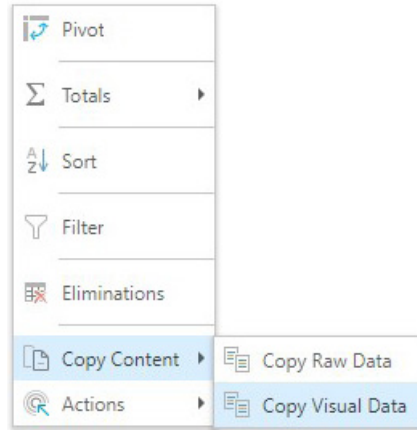 Pivot
Totals
Sort
Filter
Eliminations
Copy Content
Copy Raw Data
Actions
Copy Visual Data